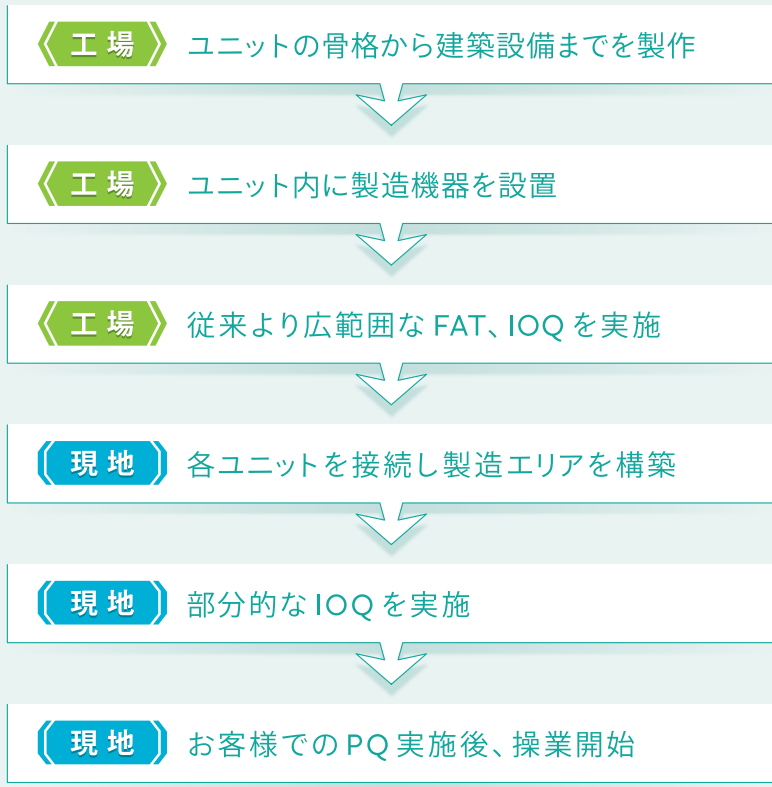 工場 ユニットの骨格から建築設備までを製作
工場 ユニット内に製造機器を設置
工場 従来より広範囲な FAT、IOQ を実施
現地 各ユニットを接続し製造エリアを構築
現地 部分的な IOQ を実施
現地 お客様での PQ 実施後、操業開始